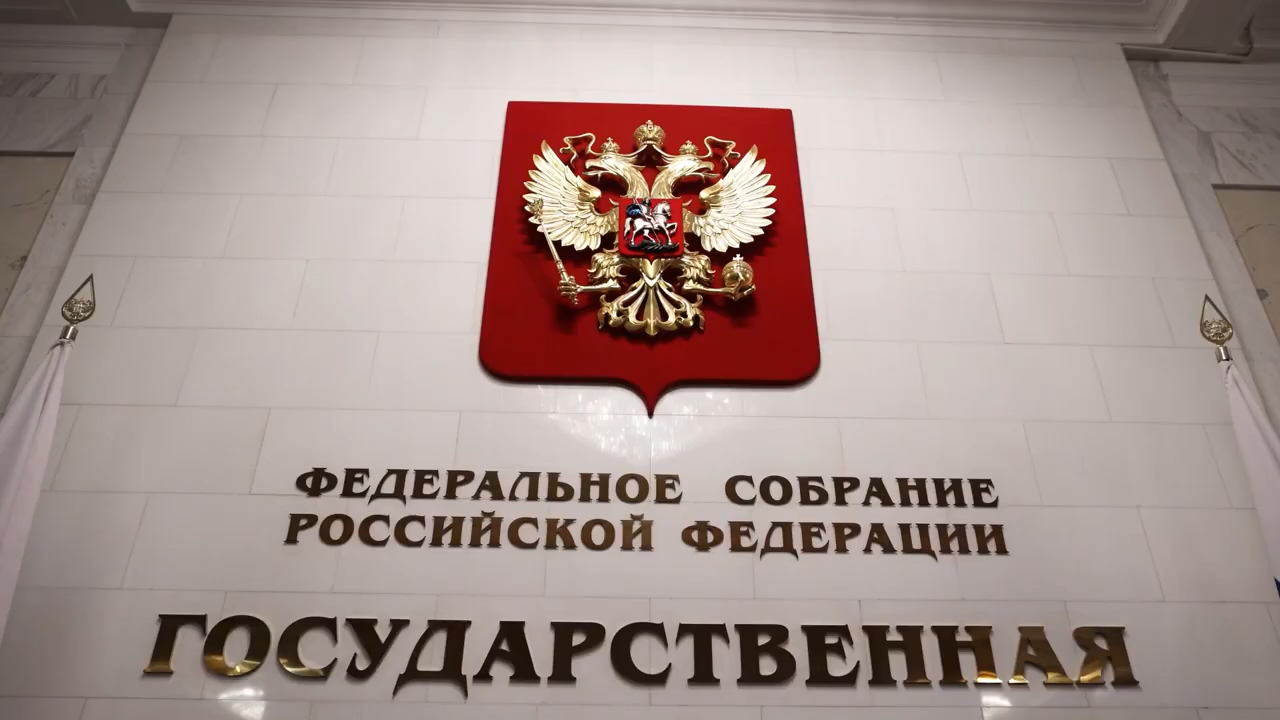 ФЕДЕРАЛЬНОЕ СОБРАНИЕ
РОССИЙСКОЙ ФЕДЕРАЦИИ
ГОСУДАРСТВЕННАЯ